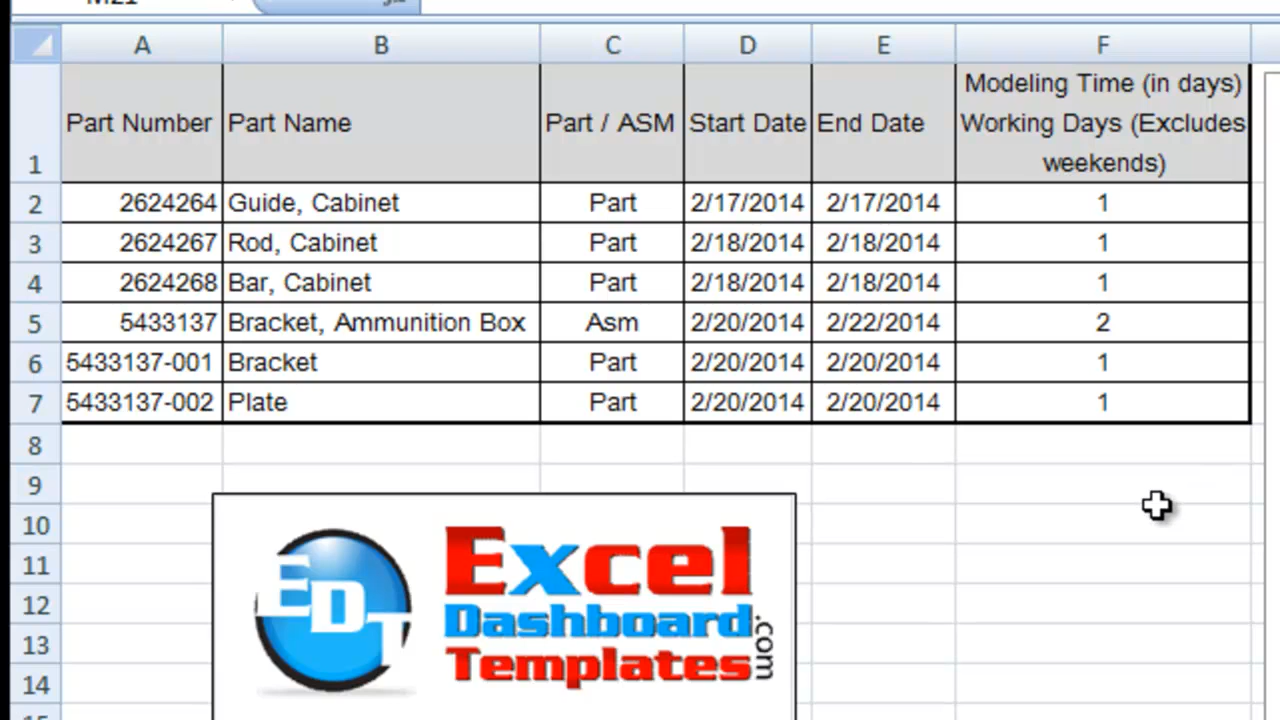 A B C D E F
1 Part Number Part Name Part / ASM Start Date End Date Modeling Time (in days)
Working Days (Excludes
weekends)
2 2624264 Guide, Cabinet Part 2/17/2014 2/17/2014 1
3 2624267 Rod, Cabinet Part 2/18/2014 2/18/2014 1
4 2624268 Bar, Cabinet Part 2/18/2014 2/18/2014 1
5 5433137 Bracket, Ammunition Box Asm 2/20/2014 2/22/2014 2
6 5433137-001 Bracket Part 2/20/2014 2/20/2014 1
7 5433137-002 Plate Part 2/20/2014 2/20/2014 1
8
9
10
11
12
13
14
EDT
Excel
Dashboard
Templates
.com